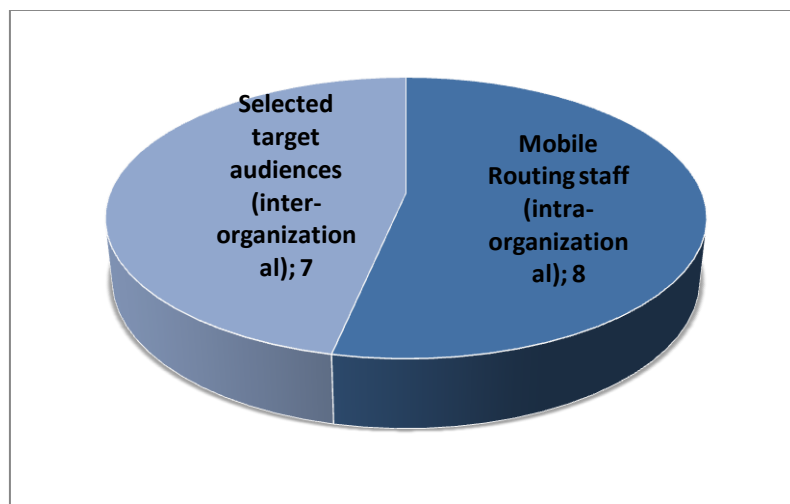 Selected
target
audiences
(inter-
organization
al); 7
Mobile
Routing staff
(intra-
organization
al); 8